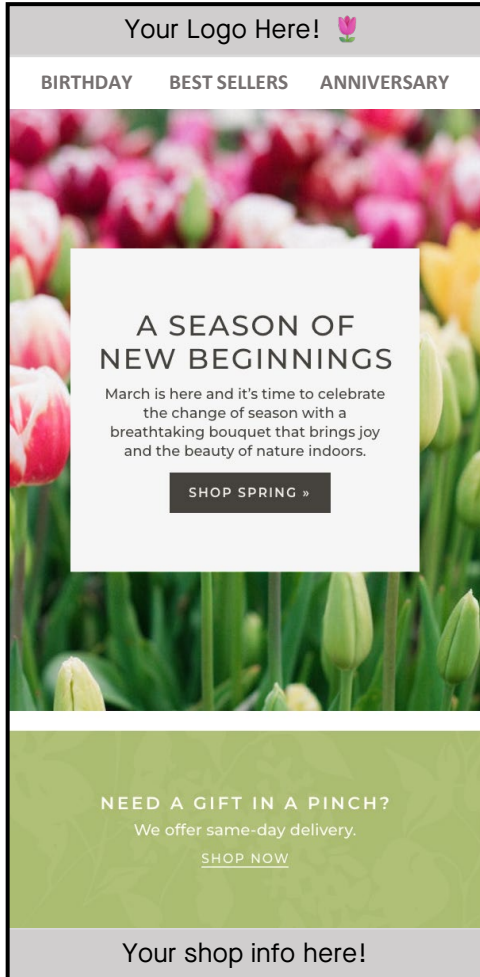 Your Logo Here! 🌷
BIRTHDAY BEST SELLERS ANNIVERSARY
A SEASON OF
NEW BEGINNINGS
March is here and it's time to celebrate
the change of season with a
breathtaking bouquet that brings joy
and the beauty of nature indoors.
SHOP SPRING »
NEED A GIFT IN A PINCH?
We offer same-day delivery.
SHOP NOW
Your shop info here!